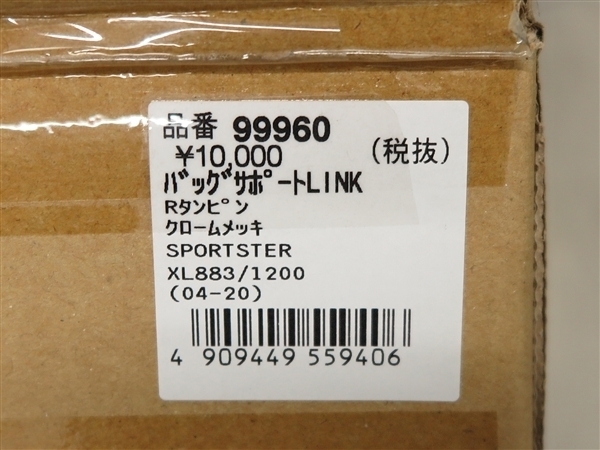 品番 99960
¥10,000 (税抜)
ﾊﾞｯｸﾞｻﾎﾟｰﾄLINK
Rﾀﾝﾋﾟﾝ
ｸﾛｰﾑﾒｯｷ
SPORTSTER
XL883/1200
(04-20)
4 909449 559406